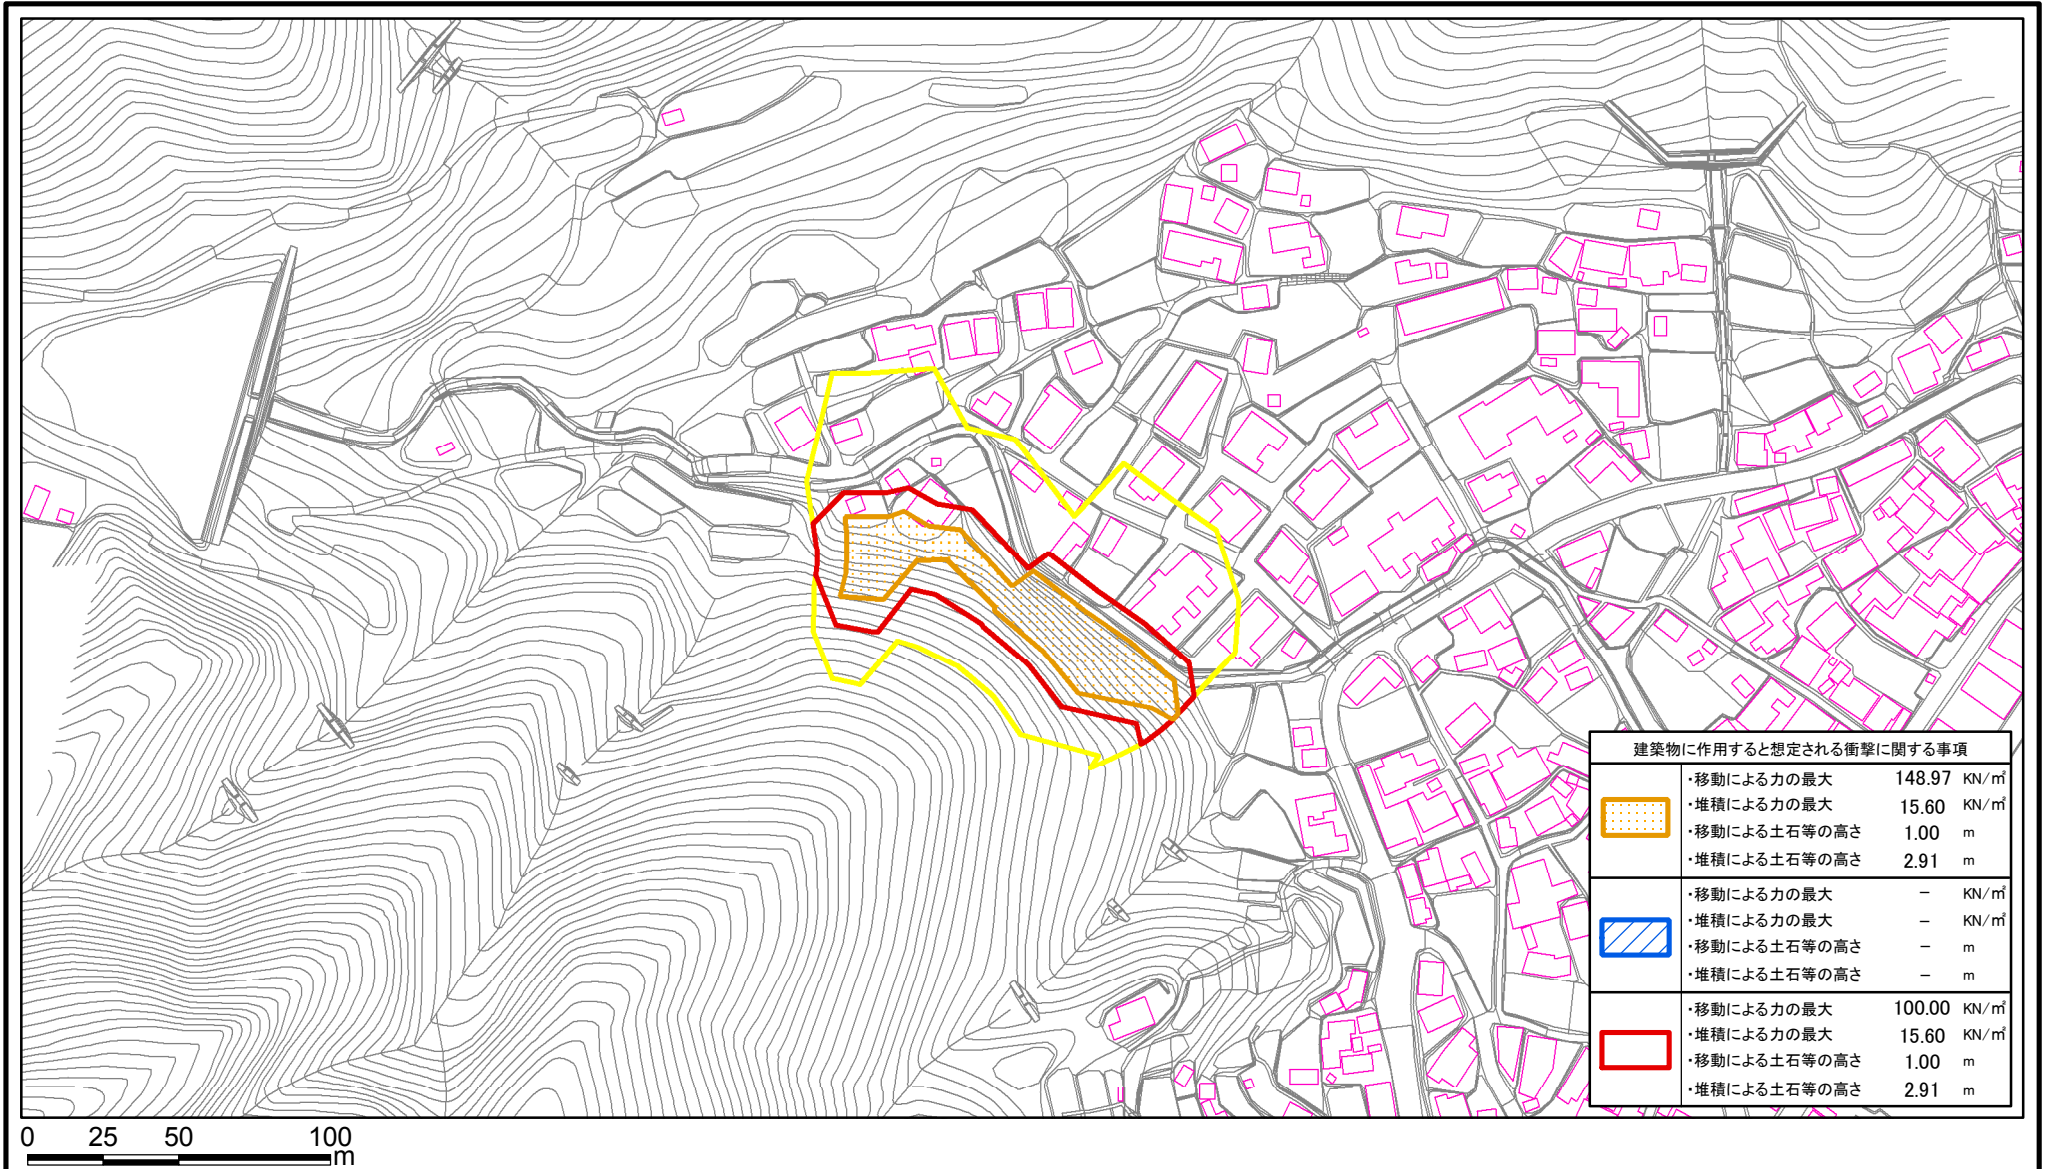 建築物に作用すると想定される衝撃に関する事項
・移動による力の最大 148.97 KN/㎡
・堆積による力の最大 15.60 KN/㎡
・移動による土石等の高さ 1.00 m
・堆積による土石等の高さ 2.91 m
・移動による力の最大 － KN/㎡
・堆積による力の最大 － KN/㎡
・移動による土石等の高さ － m
・堆積による土石等の高さ － m
・移動による力の最大 100.00 KN/㎡
・堆積による力の最大 15.60 KN/㎡
・移動による土石等の高さ 1.00 m
・堆積による土石等の高さ 2.91 m
0 25 50 100
m